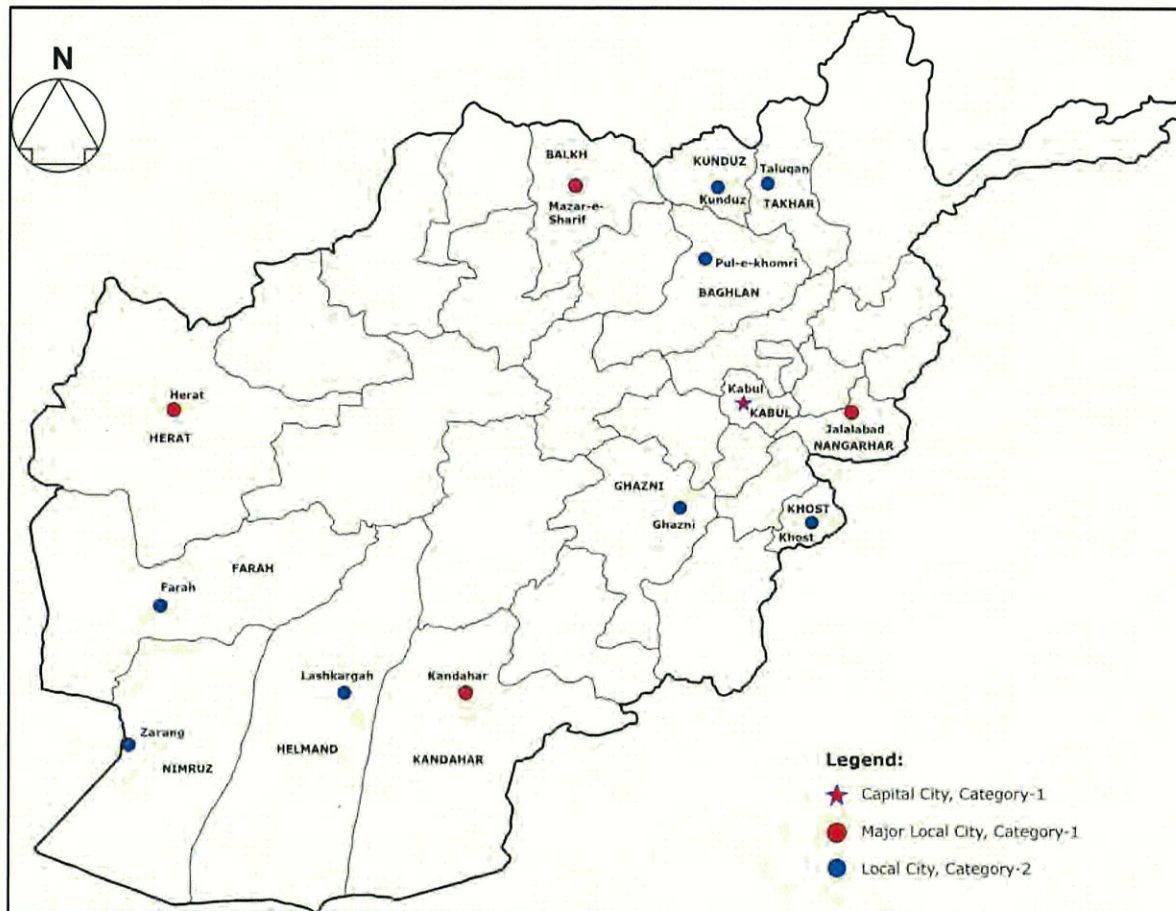 N
BALKH
Mazar-e-
Sharif
KUNDUZ
Kunduz
Taluqan
TAKHAR
Pul-e-khomri
BAGHLAN
Herat
HERAT
Kabul
KABUL
Jalalabad
NANGARHAR
GHAZNI
Ghazni
KHOST
Khost
FARAH
Farah
Lashkargah
Kandahar
Zarang
NIMRUZ
HELMAND
KANDAHAR
Legend:
Capital City, Category-1
Major Local City, Category-1
Local City, Category-2